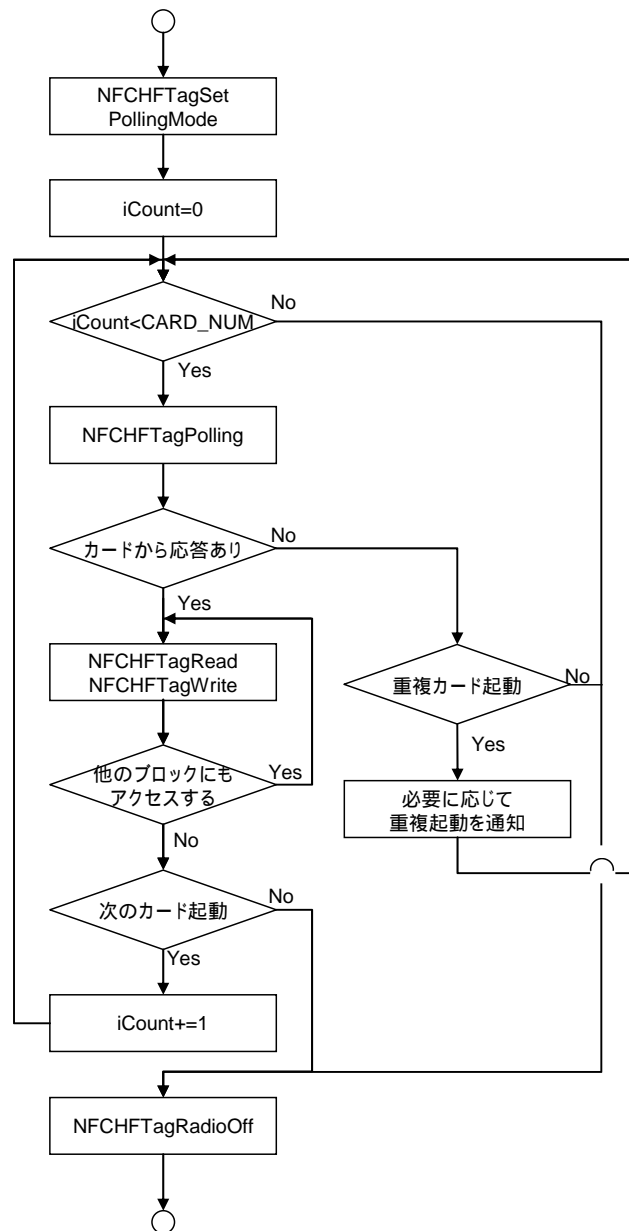 NFCHFTagSet
PollingMode
iCount=0
iCount<CARD_NUM
No
Yes
NFCHFTagPolling
カードから応答あり
No
Yes
NFCHFTagRead
NFCHFTagWrite
重複カード起動
No
Yes
他のブロックにも
アクセスする
Yes
No
必要に応じて
重複起動を通知
次のカード起動
No
Yes
iCount+=1
NFCHFTagRadioOff